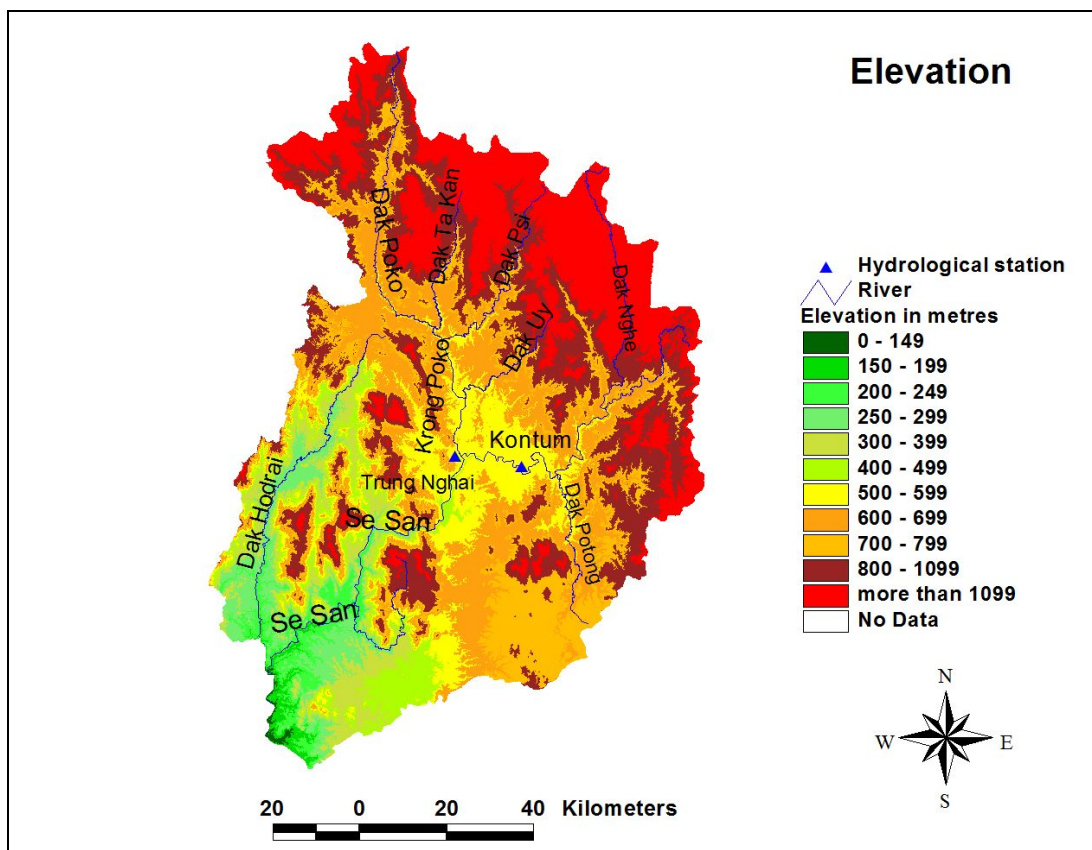 Elevation
Dak Poko
Dak Ta Kan
Dak Psi
Dak Nghe
Dak Uy
Krong Poko
Kontum
Trung Nghai
Dak Hodrai
Se San
Dak Potong
Se San
Hydrological station
River
Elevation in metres
0 - 149
150 - 199
200 - 249
250 - 299
300 - 399
400 - 499
500 - 599
600 - 699
700 - 799
800 - 1099
more than 1099
No Data
N
W E
S
20 0 20 40 Kilometers